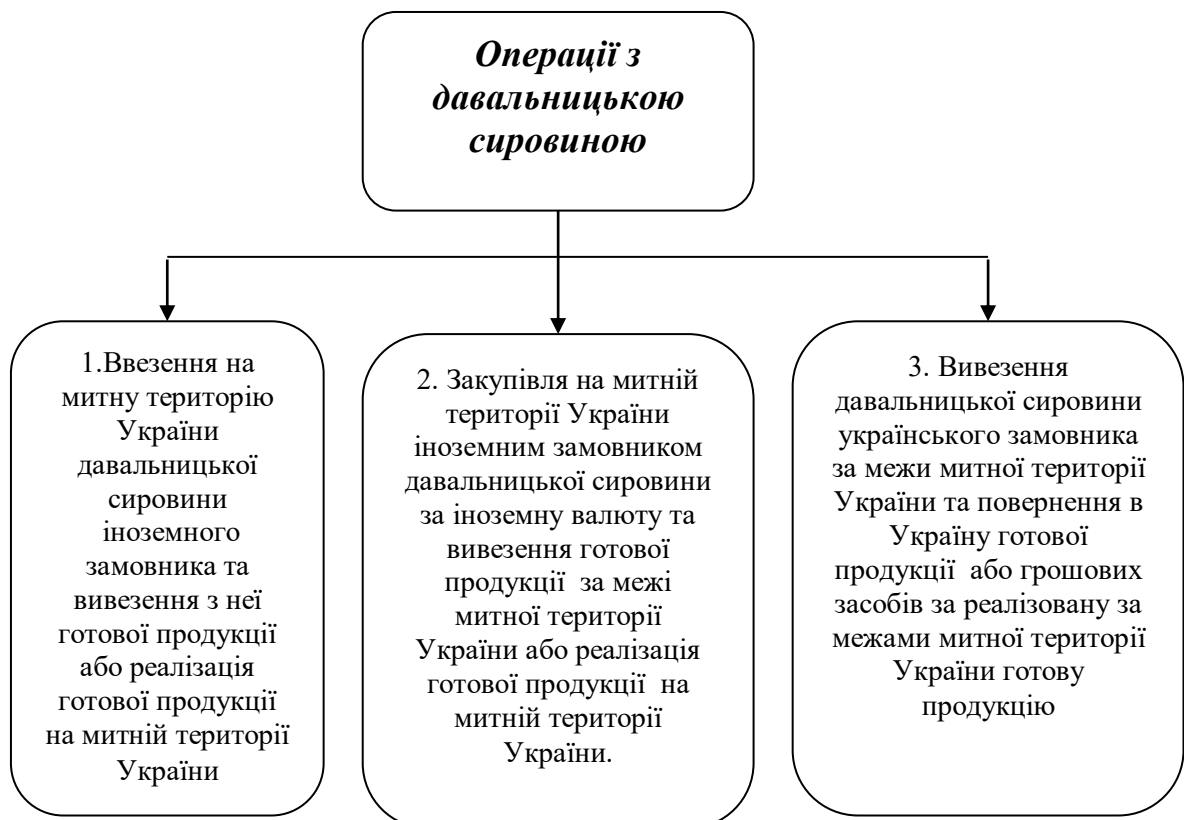 Операції з
давальницькою
сировиною
1.Ввезення на
митну територію
України
давальницької
сировини
іноземного
замовника та
вивезення з неї
готової продукції
або реалізація
готової продукції
на митній території
України
2. Закупівля на митній
території України
іноземним замовником
давальницької сировини
за іноземну валюту та
вивезення готової
продукції за межі
митної території
України або реалізація
готової продукції на
митній території
України.
3. Вивезення
давальницької сировини
українського замовника
за межи митної території
України та повернення в
Україну готової
продукції або грошових
засобів за реалізовану за
межами митної території
України готову
продукцію